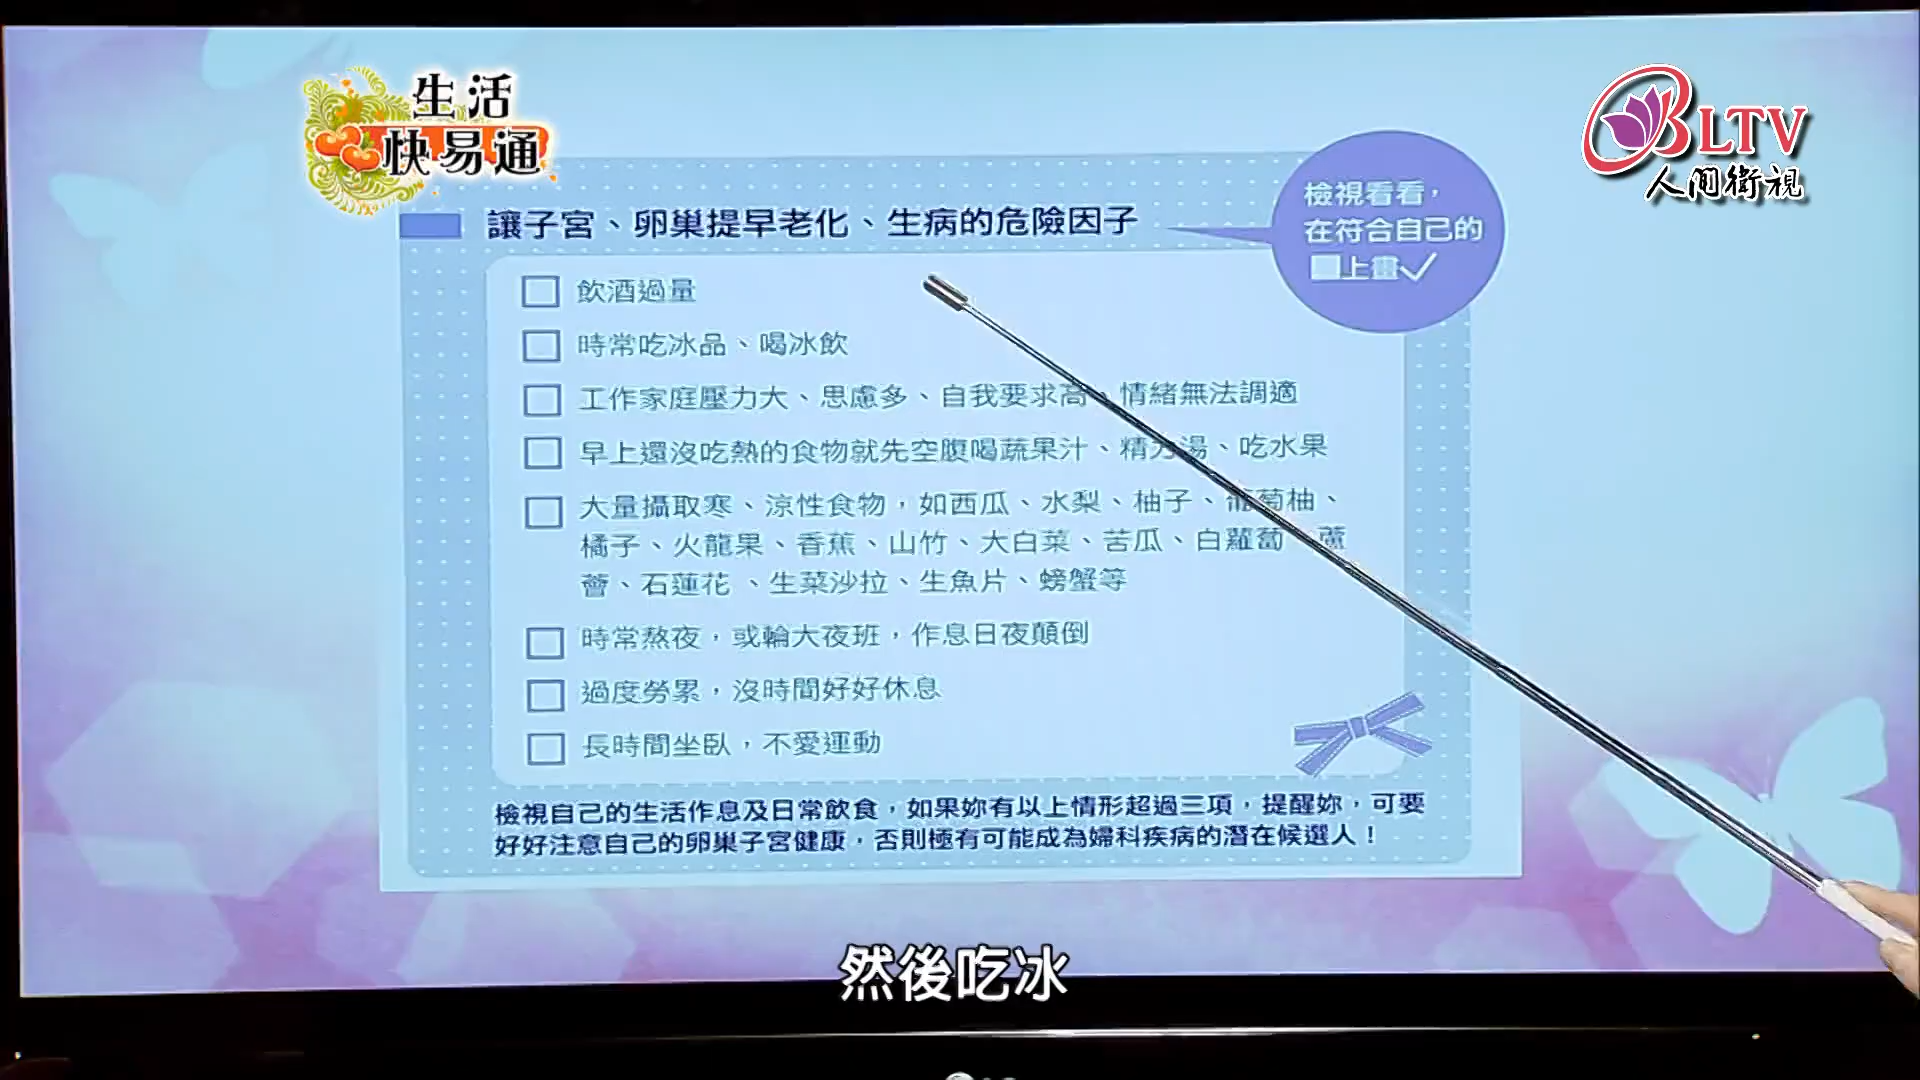 生活
快易通
BLTV
人間衛視
檢視看看，
在符合自己的
■上畫✓
讓子宮、卵巢提早老化、生病的危險因子
□ 飲酒過量
□ 時常吃冰品、喝冰飲
□ 工作家庭壓力大、思慮多、自我要求高、情緒無法調適
□ 早上還沒吃熱的食物就先空腹喝蔬果汁、精力湯、吃水果
□ 大量攝取寒、涼性食物，如西瓜、水梨、柚子、葡萄柚、
橘子、火龍果、香蕉、山竹、大白菜、苦瓜、白蘿蔔、蘆
薈、石蓮花、生菜沙拉、生魚片、螃蟹等
□ 時常熬夜，或輪大夜班，作息日夜顛倒
□ 過度勞累，沒時間好好休息
□ 長時間坐臥，不愛運動
檢視自己的生活作息及日常飲食，如果妳有以上情形超過三項，提醒妳，可要
好好注意自己的卵巢子宮健康，否則極有可能成為婦科疾病的潛在候選人！
然後吃冰